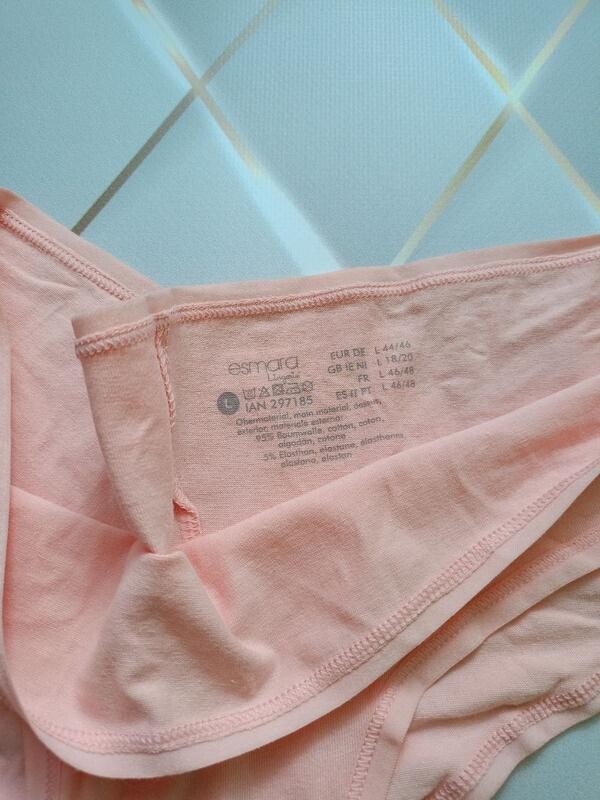 esmara
Lingerie
L
IAN 297185
EUR DE L 44/46
GB IE NI L 18/20
FR L 46/48
ES IT PT L 46/48
Obermaterial, main material,
exterior, materiale esterno:
95% Baumwolle, cotton, coton,
algodón, cotone
5% Elasthan, elastane, élasthanne,
elastano, elastan